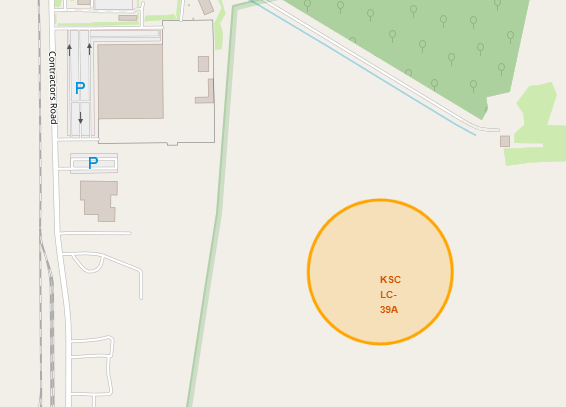 Contractors Road
P
P
KSC
LC-
39A